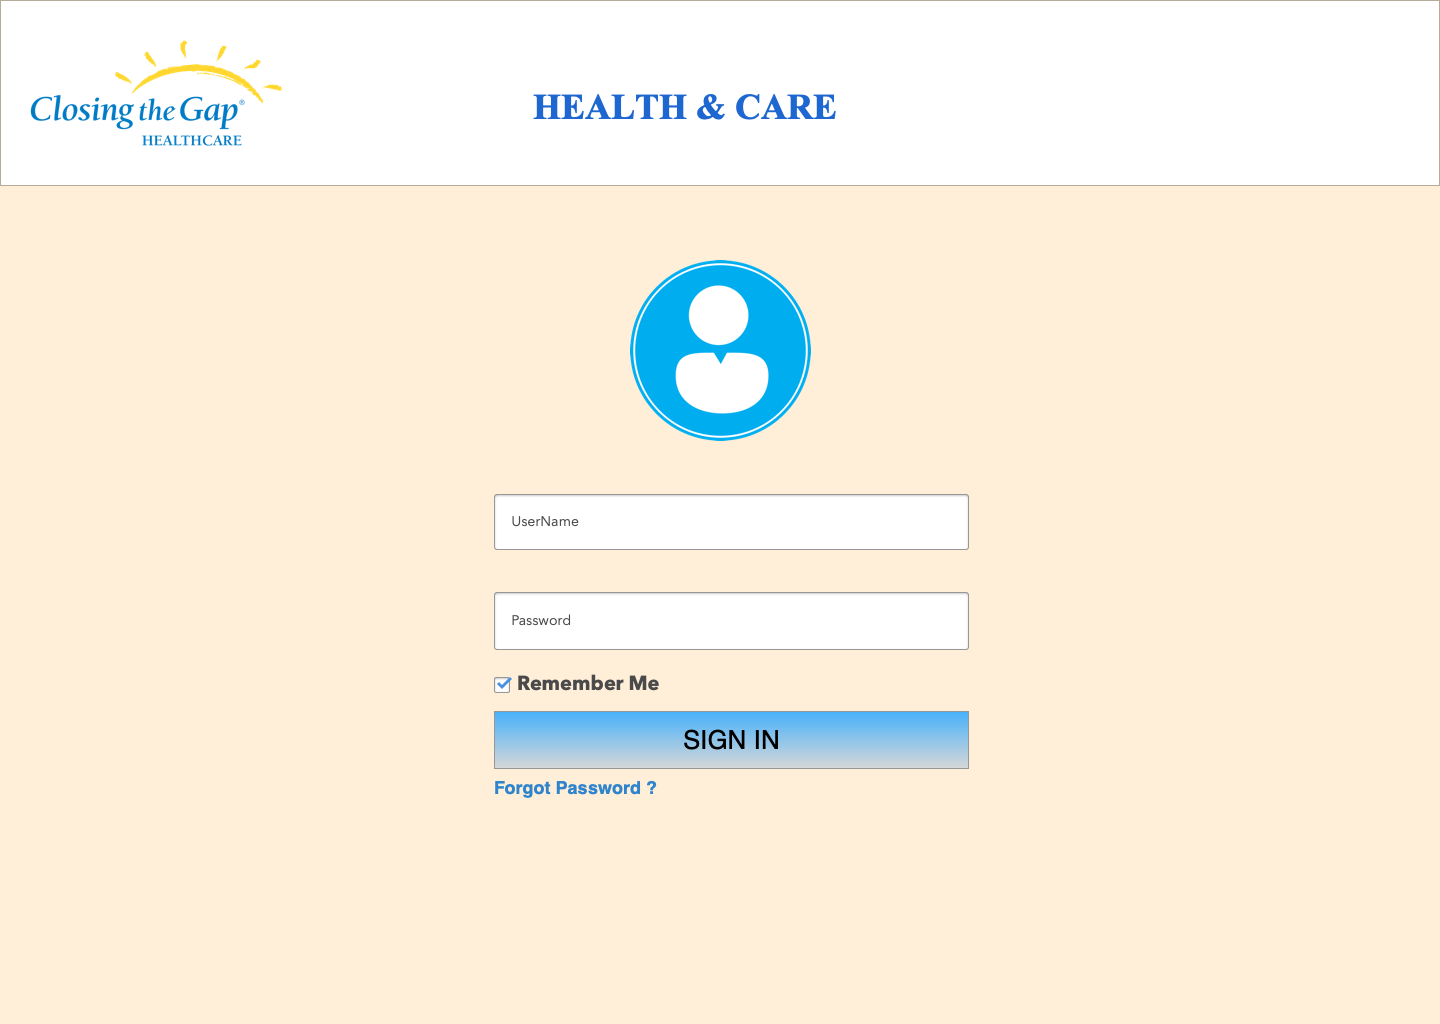 Closing the Gap®
HEALTHCARE
HEALTH & CARE
UserName
Password
Remember Me
SIGN IN
Forgot Password ?